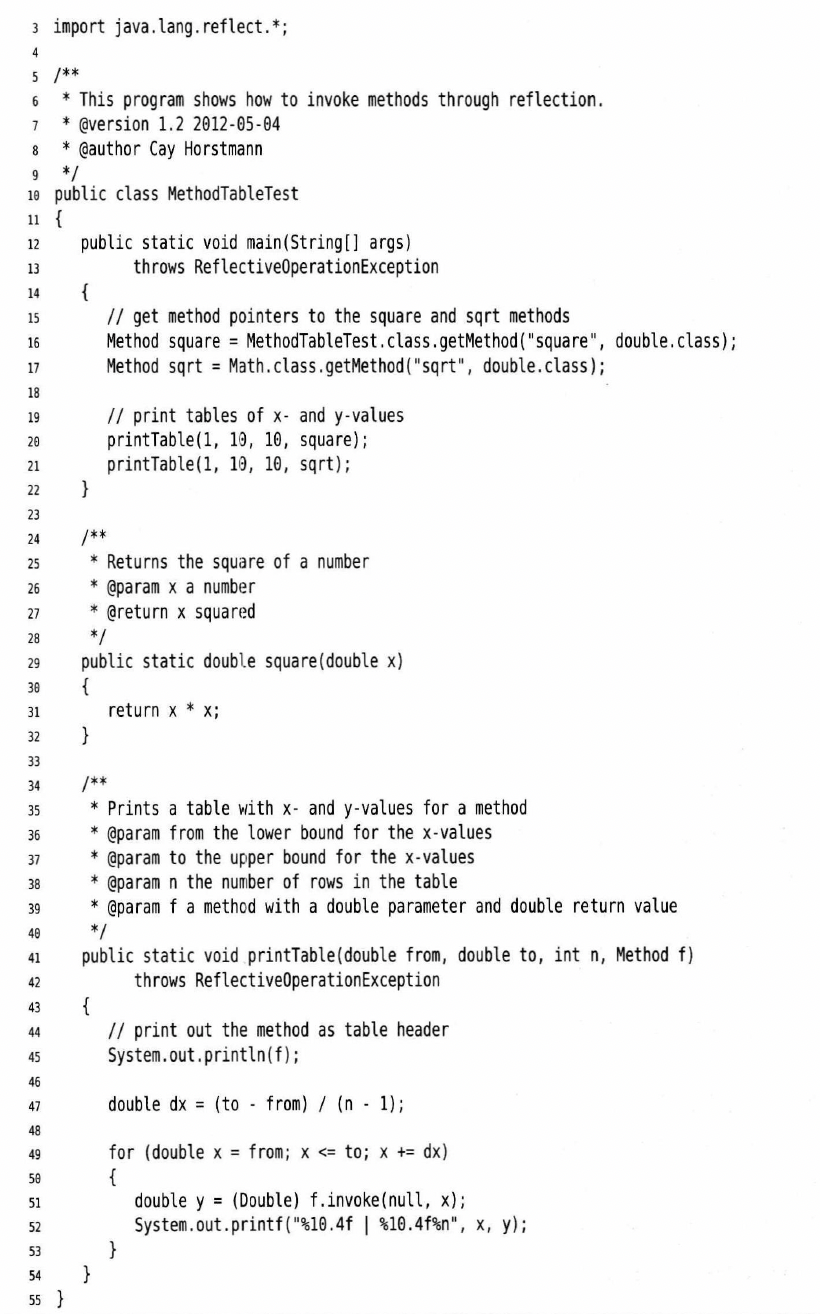 3 import java.lang.reflect.*;
4
5 /**
6  * This program shows how to invoke methods through reflection.
7  * @version 1.2 2012-05-04
8  * @author Cay Horstmann
9  */
10 public class MethodTableTest
11 {
12    public static void main(String[] args)
13          throws ReflectiveOperationException
14    {
15       // get method pointers to the square and sqrt methods
16       Method square = MethodTableTest.class.getMethod("square", double.class);
17       Method sqrt = Math.class.getMethod("sqrt", double.class);
18
19       // print tables of x- and y-values
20       printTable(1, 10, 10, square);
21       printTable(1, 10, 10, sqrt);
22    }
23
24    /**
25     * Returns the square of a number
26     * @param x a number
27     * @return x squared
28     */
29    public static double square(double x)
30    {
31       return x * x;
32    }
33
34    /**
35     * Prints a table with x- and y-values for a method
36     * @param from the lower bound for the x-values
37     * @param to the upper bound for the x-values
38     * @param n the number of rows in the table
39     * @param f a method with a double parameter and double return value
40     */
41    public static void printTable(double from, double to, int n, Method f)
42          throws ReflectiveOperationException
43    {
44       // print out the method as table header
45       System.out.println(f);
46
47       double dx = (to - from) / (n - 1);
48
49       for (double x = from; x <= to; x += dx)
50       {
51          double y = (Double) f.invoke(null, x);
52          System.out.printf("%10.4f | %10.4f%n", x, y);
53       }
54    }
55 }